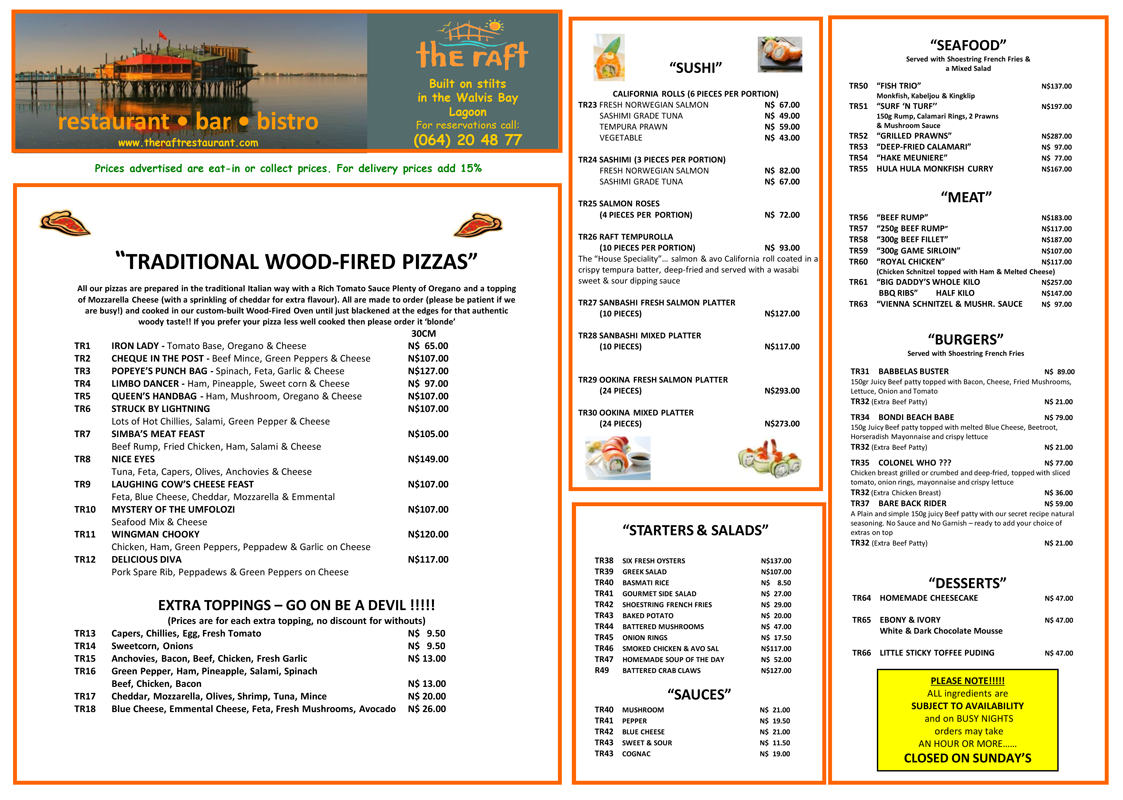 the raft
Built on stilts
in the Walvis Bay
Lagoon
For reservations call:
(064) 20 48 77
restaurant • bar • bistro
www.theraftrestaurant.com
Prices advertised are eat-in or collect prices. For delivery prices add 15%
“TRADITIONAL WOOD-FIRED PIZZAS”
All our pizzas are prepared in the traditional Italian way with a Rich Tomato Sauce Plenty of Oregano and a topping
of Mozzarella Cheese (with a sprinkling of cheddar for extra flavour). All are made to order (please be patient if we
are busy!) and cooked in our custom-built Wood-Fired Oven until just blackened at the edges for that authentic
woody taste!! If you prefer your pizza less well cooked then please order it ‘blonde’
30CM
TR1 IRON LADY - Tomato Base, Oregano & Cheese N$ 65.00
TR2 CHEQUE IN THE POST - Beef Mince, Green Peppers & Cheese N$107.00
TR3 POPEYE’S PUNCH BAG - Spinach, Feta, Garlic & Cheese N$127.00
TR4 LIMBO DANCER - Ham, Pineapple, Sweet corn & Cheese N$ 97.00
TR5 QUEEN’S HANDBAG - Ham, Mushroom, Oregano & Cheese N$107.00
TR6 STRUCK BY LIGHTNING N$107.00
Lots of Hot Chillies, Salami, Green Pepper & Cheese
TR7 SIMBA’S MEAT FEAST N$105.00
Beef Rump, Fried Chicken, Ham, Salami & Cheese
TR8 NICE EYES N$149.00
Tuna, Feta, Capers, Olives, Anchovies & Cheese
TR9 LAUGHING COW’S CHEESE FEAST N$107.00
Feta, Blue Cheese, Cheddar, Mozzarella & Emmental
TR10 MYSTERY OF THE UMFOLOZI N$107.00
Seafood Mix & Cheese
TR11 WINGMAN CHOOKY N$120.00
Chicken, Ham, Green Peppers, Peppadew & Garlic on Cheese
TR12 DELICIOUS DIVA N$117.00
Pork Spare Rib, Peppadews & Green Peppers on Cheese
EXTRA TOPPINGS – GO ON BE A DEVIL !!!!!
(Prices are for each extra topping, no discount for withouts)
TR13 Capers, Chillies, Egg, Fresh Tomato N$ 9.50
TR14 Sweetcorn, Onions N$ 9.50
TR15 Anchovies, Bacon, Beef, Chicken, Fresh Garlic N$ 13.00
TR16 Green Pepper, Ham, Pineapple, Salami, Spinach
Beef, Chicken, Bacon N$ 13.00
TR17 Cheddar, Mozzarella, Olives, Shrimp, Tuna, Mince N$ 20.00
TR18 Blue Cheese, Emmental Cheese, Feta, Fresh Mushrooms, Avocado N$ 26.00
“SUSHI”
CALIFORNIA ROLLS (6 PIECES PER PORTION)
TR23 FRESH NORWEGIAN SALMON N$ 67.00
SASHIMI GRADE TUNA N$ 49.00
TEMPURA PRAWN N$ 59.00
VEGETABLE N$ 43.00
TR24 SASHIMI (3 PIECES PER PORTION)
FRESH NORWEGIAN SALMON N$ 82.00
SASHIMI GRADE TUNA N$ 67.00
TR25 SALMON ROSES
(4 PIECES PER PORTION) N$ 72.00
TR26 RAFT TEMPUROLLA
(10 PIECES PER PORTION) N$ 93.00
The “House Speciality”... salmon & avo California roll coated in a
crispy tempura batter, deep-fried and served with a wasabi
sweet & sour dipping sauce
TR27 SANBASHI FRESH SALMON PLATTER
(10 PIECES) N$127.00
TR28 SANBASHI MIXED PLATTER
(10 PIECES) N$117.00
TR29 OOKINA FRESH SALMON PLATTER
(24 PIECES) N$293.00
TR30 OOKINA MIXED PLATTER
(24 PIECES) N$273.00
“STARTERS & SALADS”
TR38 SIX FRESH OYSTERS N$137.00
TR39 GREEK SALAD N$107.00
TR40 BASMATI RICE N$ 8.50
TR41 GOURMET SIDE SALAD N$ 27.00
TR42 SHOESTRING FRENCH FRIES N$ 29.00
TR43 BAKED POTATO N$ 20.00
TR44 BATTERED MUSHROOMS N$ 47.00
TR45 ONION RINGS N$ 17.50
TR46 SMOKED CHICKEN & AVO SAL N$117.00
TR47 HOMEMADE SOUP OF THE DAY N$ 52.00
R49 BATTERED CRAB CLAWS N$127.00
“SAUCES”
TR40 MUSHROOM N$ 21.00
TR41 PEPPER N$ 19.50
TR42 BLUE CHEESE N$ 21.00
TR43 SWEET & SOUR N$ 11.50
TR43 COGNAC N$ 19.00
“SEAFOOD”
Served with Shoestring French Fries &
a Mixed Salad
TR50 “FISH TRIO” N$137.00
Monkfish, Kabeljou & Kingklip
TR51 “SURF ‘N TURF’’ N$197.00
150g Rump, Calamari Rings, 2 Prawns
& Mushroom Sauce
TR52 “GRILLED PRAWNS” N$287.00
TR53 “DEEP-FRIED CALAMARI” N$ 97.00
TR54 “HAKE MEUNIERE” N$ 77.00
TR55 HULA HULA MONKFISH CURRY N$167.00
“MEAT”
TR56 “BEEF RUMP” N$183.00
TR57 “250g BEEF RUMP” N$117.00
TR58 “300g BEEF FILLET” N$187.00
TR59 “300g GAME SIRLOIN” N$107.00
TR60 “ROYAL CHICKEN” N$117.00
(Chicken Schnitzel topped with Ham & Melted Cheese)
TR61 “BIG DADDY’S WHOLE KILO N$257.00
BBQ RIBS” HALF KILO N$147.00
TR63 “VIENNA SCHNITZEL & MUSHR. SAUCE N$ 97.00
“BURGERS”
Served with Shoestring French Fries
TR31 BABBELAS BUSTER N$ 89.00
150gr Juicy Beef patty topped with Bacon, Cheese, Fried Mushrooms,
Lettuce, Onion and Tomato
TR32 (Extra Beef Patty) N$ 21.00
TR34 BONDI BEACH BABE N$ 79.00
150g Juicy Beef patty topped with melted Blue Cheese, Beetroot,
Horseradish Mayonnaise and crispy lettuce
TR32 (Extra Beef Patty) N$ 21.00
TR35 COLONEL WHO ??? N$ 77.00
Chicken breast grilled or crumbed and deep-fried, topped with sliced
tomato, onion rings, mayonnaise and crispy lettuce
TR32 (Extra Chicken Breast) N$ 36.00
TR37 BARE BACK RIDER N$ 59.00
A Plain and simple 150g juicy Beef patty with our secret recipe natural
seasoning. No Sauce and No Garnish – ready to add your choice of
extras on top
TR32 (Extra Beef Patty) N$ 21.00
“DESSERTS”
TR64 HOMEMADE CHEESECAKE N$ 47.00
TR65 EBONY & IVORY N$ 47.00
White & Dark Chocolate Mousse
TR66 LITTLE STICKY TOFFEE PUDING N$ 47.00
PLEASE NOTE!!!!!
ALL ingredients are
SUBJECT TO AVAILABILITY
and on BUSY NIGHTS
orders may take
AN HOUR OR MORE......
CLOSED ON SUNDAY’S